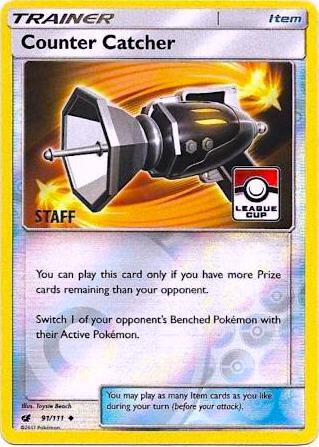 TRAINER
Item
Counter Catcher
STAFF
LEAGUE
CUP
You can play this card only if you have more Prize
cards remaining than your opponent.
Switch 1 of your opponent's Benched Pokémon with
their Active Pokémon.
Illus. Toyste Beach
91/111
©2017 Pokémon
You may play as many Item cards as you like
during your turn (before your attack).